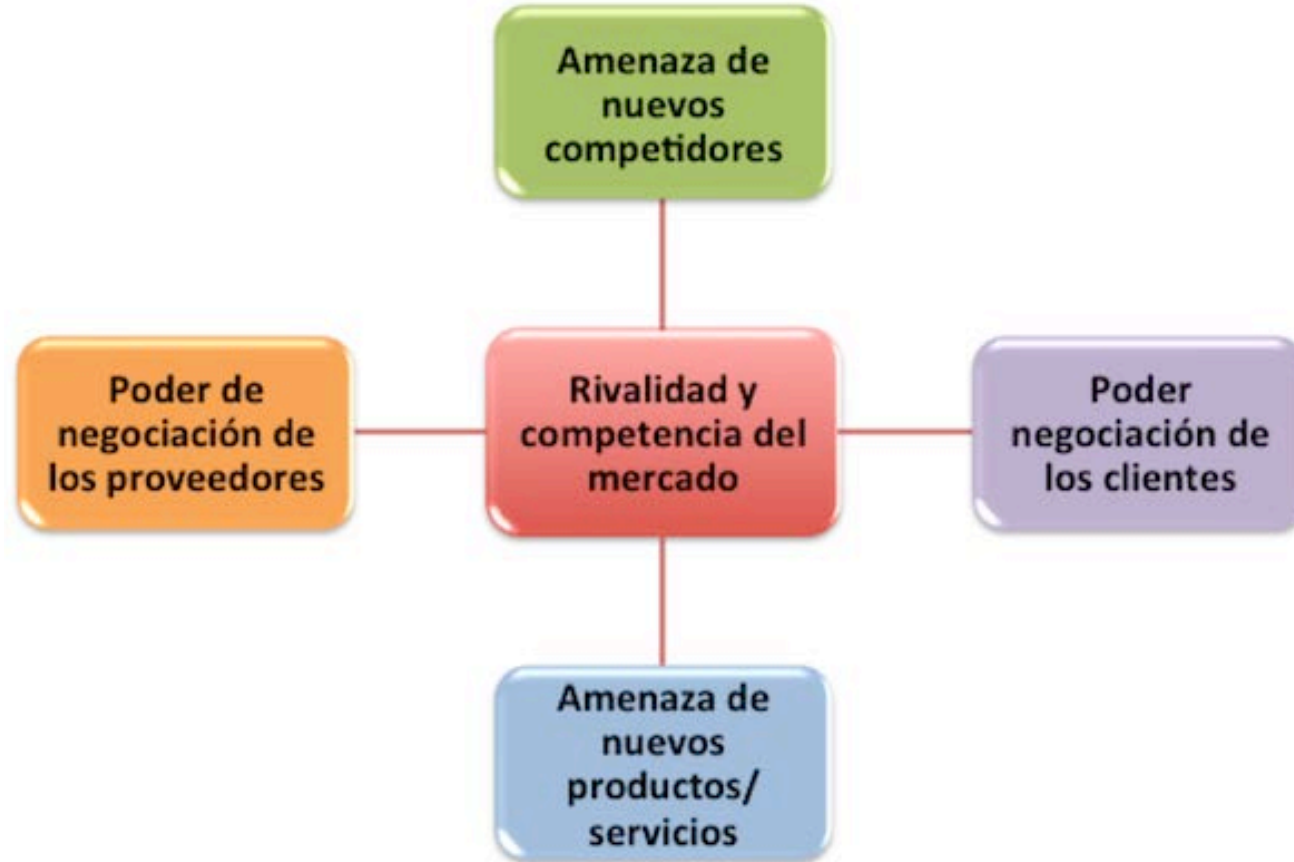 Amenaza de
nuevos
competidores
Poder de
negociación de
los proveedores
Rivalidad y
competencia del
mercado
Poder
negociación de
los clientes
Amenaza de
nuevos
productos/
servicios